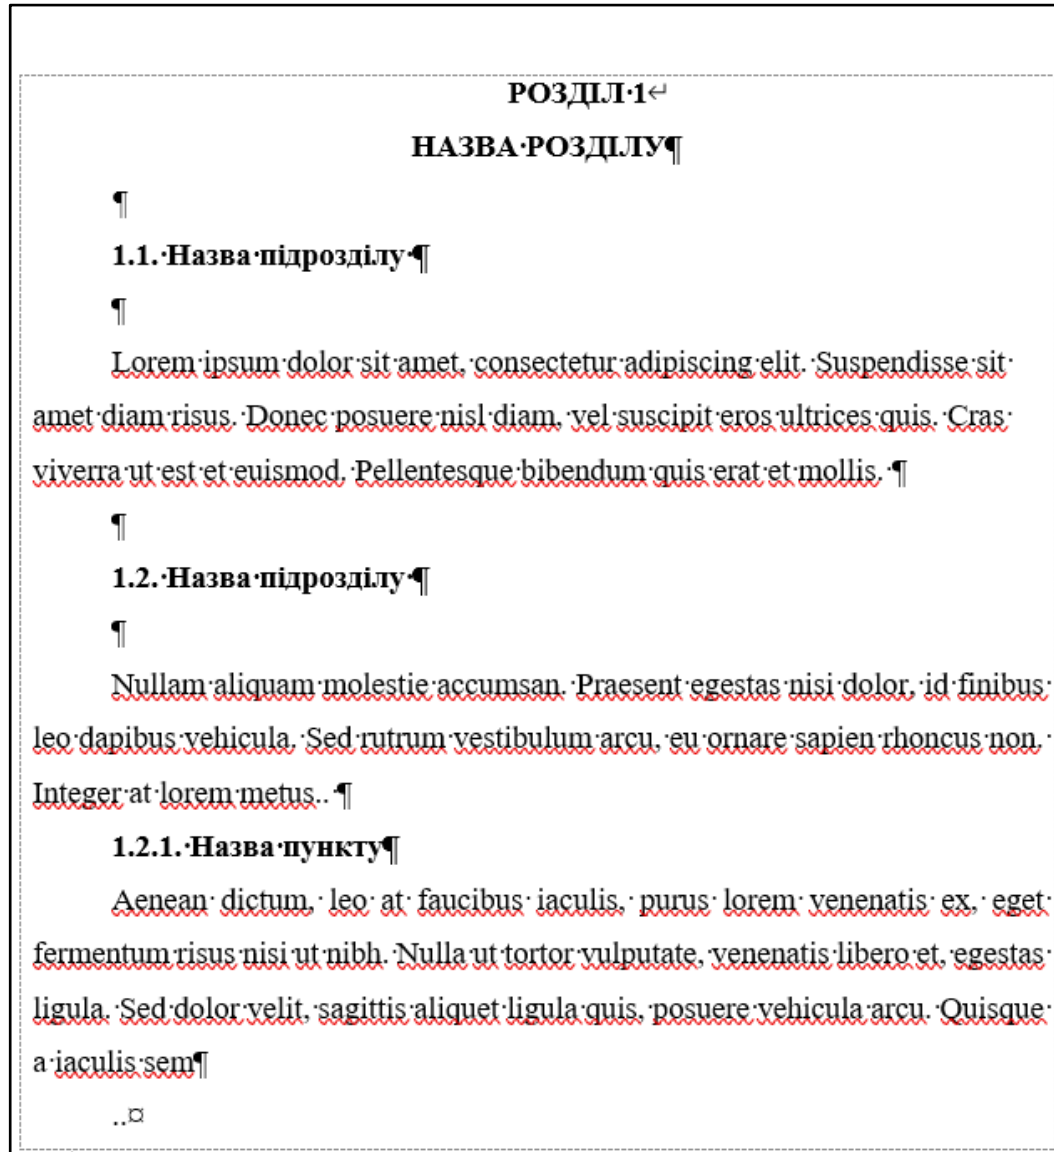 РОЗДІЛ 1
НАЗВА РОЗДІЛУ
1.1. Назва підрозділу
Lorem ipsum dolor sit amet, consectetur adipiscing elit. Suspendisse sit
amet diam risus. Donec posuere nisl diam, vel suscipit eros ultrices quis. Cras
viverra ut est et euismod. Pellentesque bibendum quis erat et mollis.
1.2. Назва підрозділу
Nullam aliquam molestie accumsan. Praesent egestas nisi dolor, id finibus
leo dapibus vehicula. Sed rutrum vestibulum arcu, eu ornare sapien rhoncus non.
Integer at lorem metus..
1.2.1. Назва пункту
Aenean dictum, leo at faucibus iaculis, purus lorem venenatis ex, eget
fermentum risus nisi ut nibh. Nulla ut tortor vulputate, venenatis libero et, egestas
ligula. Sed dolor velit, sagittis aliquet ligula quis, posuere vehicula arcu. Quisque
a iaculis sem
..